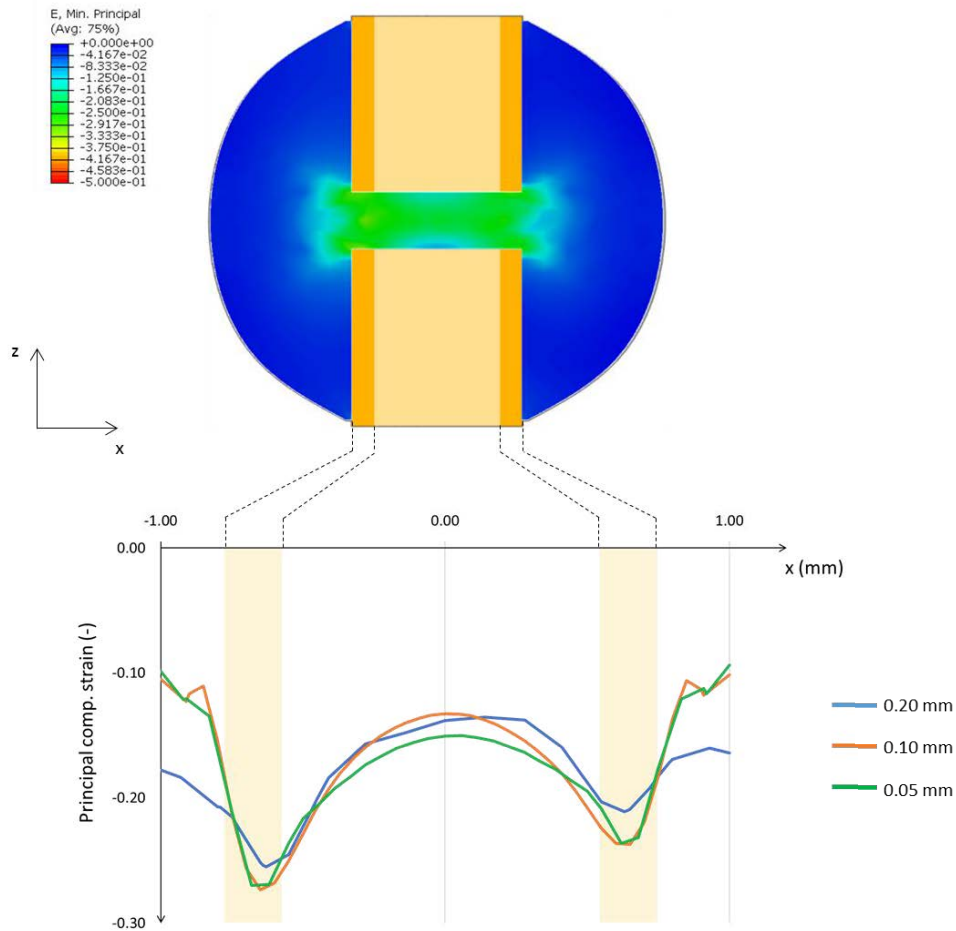 E, Min. Principal
(Avg: 75%)
+0.000e+00
-4.167e-02
-8.333e-02
-1.250e-01
-1.667e-01
-2.083e-01
-2.500e-01
-2.917e-01
-3.333e-01
-3.750e-01
-4.167e-01
-4.583e-01
-5.000e-01
z
x
-1.00 0.00 1.00
0.00
x (mm)
-0.10
-0.20
-0.30
Principal comp. strain (-)
0.20 mm
0.10 mm
0.05 mm